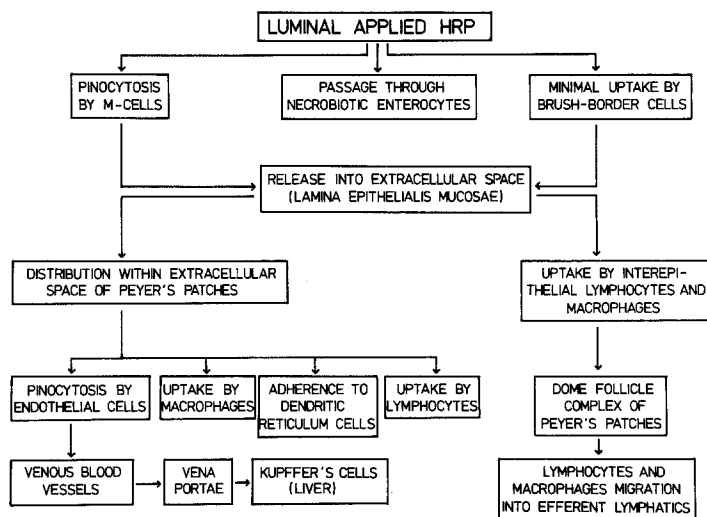 LUMINAL APPLIED HRP
PINOCYTOSIS
BY M-CELLS
PASSAGE THROUGH
NECROBIOTIC ENTEROCYTES
MINIMAL UPTAKE BY
BRUSH-BORDER CELLS
RELEASE INTO EXTRACELLULAR SPACE
(LAMINA EPITHELIALIS MUCOSAE)
DISTRIBUTION WITHIN EXTRACELLULAR
SPACE OF PEYER'S PATCHES
UPTAKE BY INTEREPI-
THELIAL LYMPHOCYTES AND
MACROPHAGES
PINOCYTOSIS BY
ENDOTHELIAL CELLS
UPTAKE BY
MACROPHAGES
ADHERENCE TO
DENDRITIC
RETICULUM CELLS
UPTAKE BY
LYMPHOCYTES
DOME FOLLICLE
COMPLEX OF
PEYER'S PATCHES
VENOUS BLOOD
VESSELS
VENA
PORTAE
KUPFFER'S CELLS
(LIVER)
LYMPHOCYTES AND
MACROPHAGES MIGRATION
INTO EFFERENT LYMPHATICS